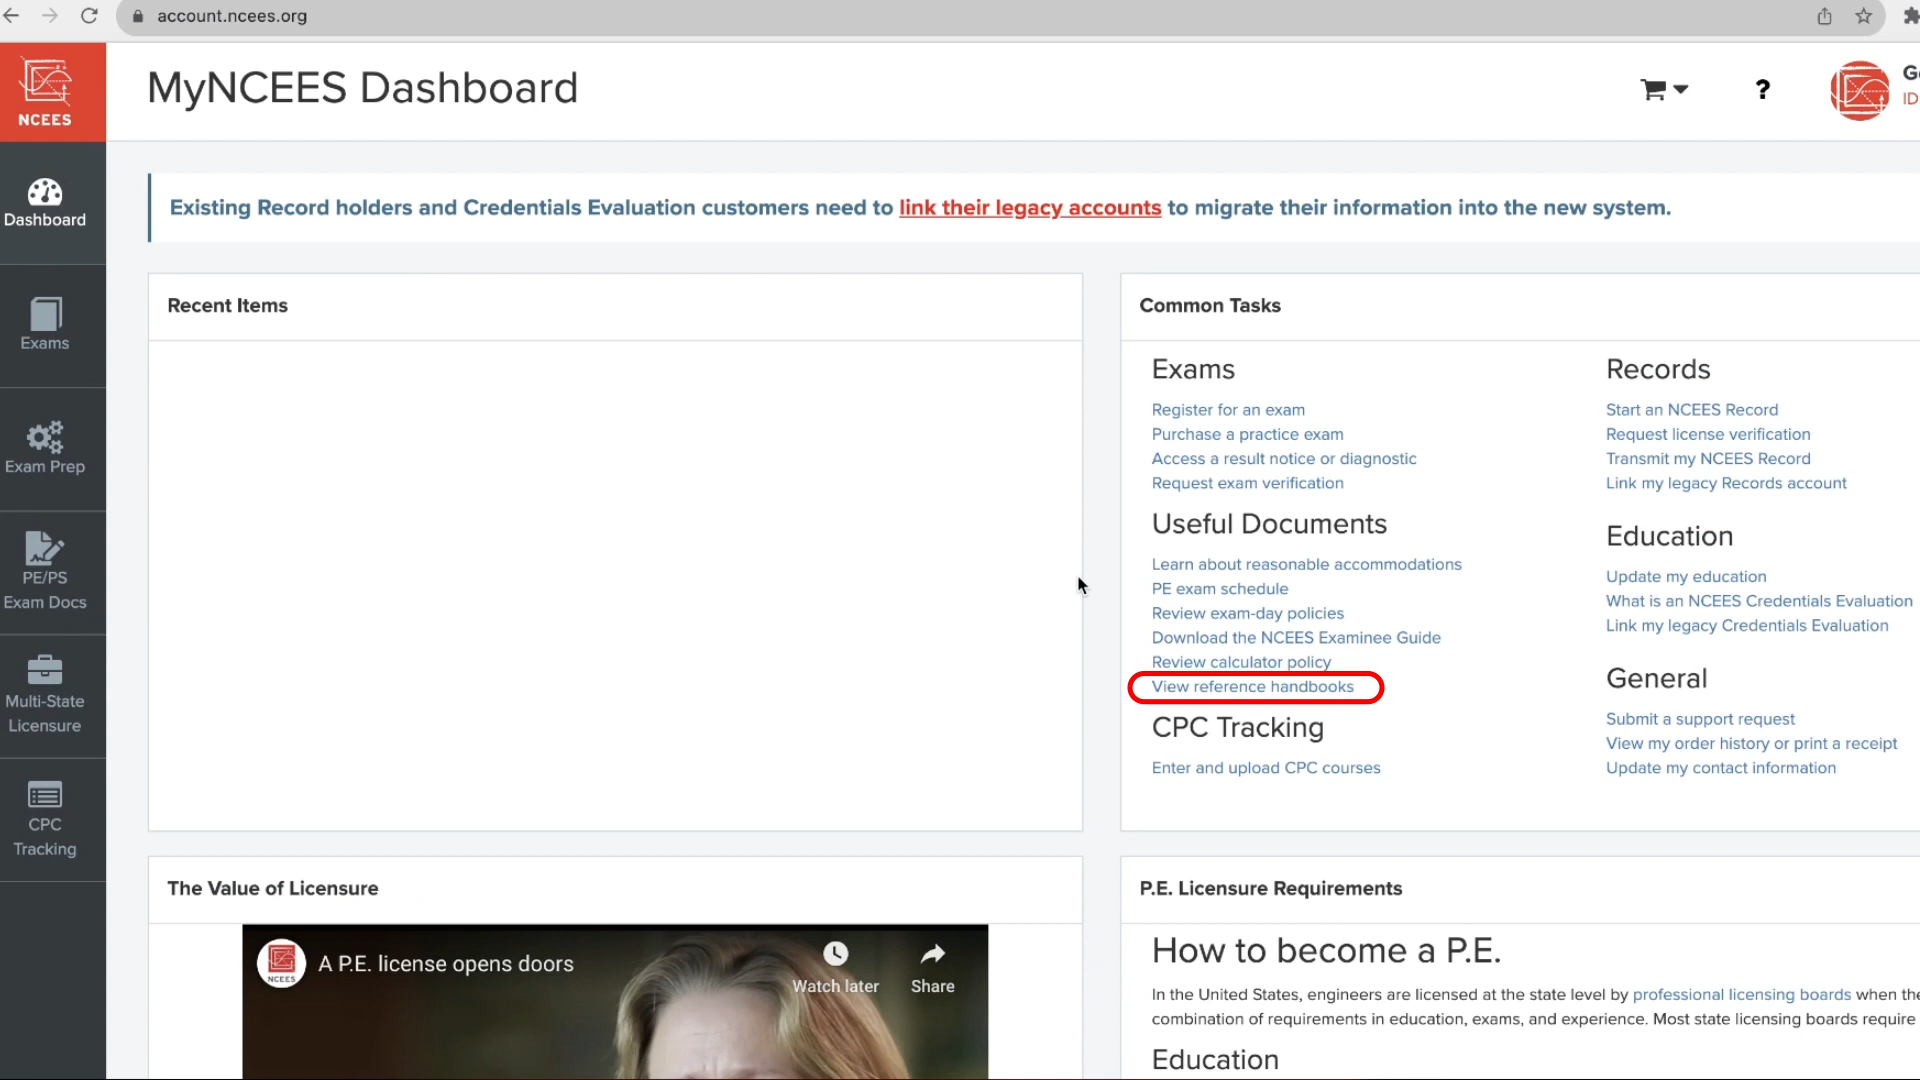 account.ncees.org
NCEES
MyNCEES Dashboard
?
ID
Dashboard
Exams
Exam Prep
PE/PS
Exam Docs
Multi-State
Licensure
CPC
Tracking
Existing Record holders and Credentials Evaluation customers need to link their legacy accounts to migrate their information into the new system.
Recent Items
Common Tasks
Exams
Register for an exam
Purchase a practice exam
Access a result notice or diagnostic
Request exam verification
Useful Documents
Learn about reasonable accommodations
PE exam schedule
Review exam-day policies
Download the NCEES Examinee Guide
Review calculator policy
View reference handbooks
CPC Tracking
Enter and upload CPC courses
Records
Start an NCEES Record
Request license verification
Transmit my NCEES Record
Link my legacy Records account
Education
Update my education
What is an NCEES Credentials Evaluation
Link my legacy Credentials Evaluation
General
Submit a support request
View my order history or print a receipt
Update my contact information
The Value of Licensure
NCEES
A P.E. license opens doors
Watch later
Share
P.E. Licensure Requirements
How to become a P.E.
In the United States, engineers are licensed at the state level by professional licensing boards when
combination of requirements in education, exams, and experience. Most state licensing boards require
Education